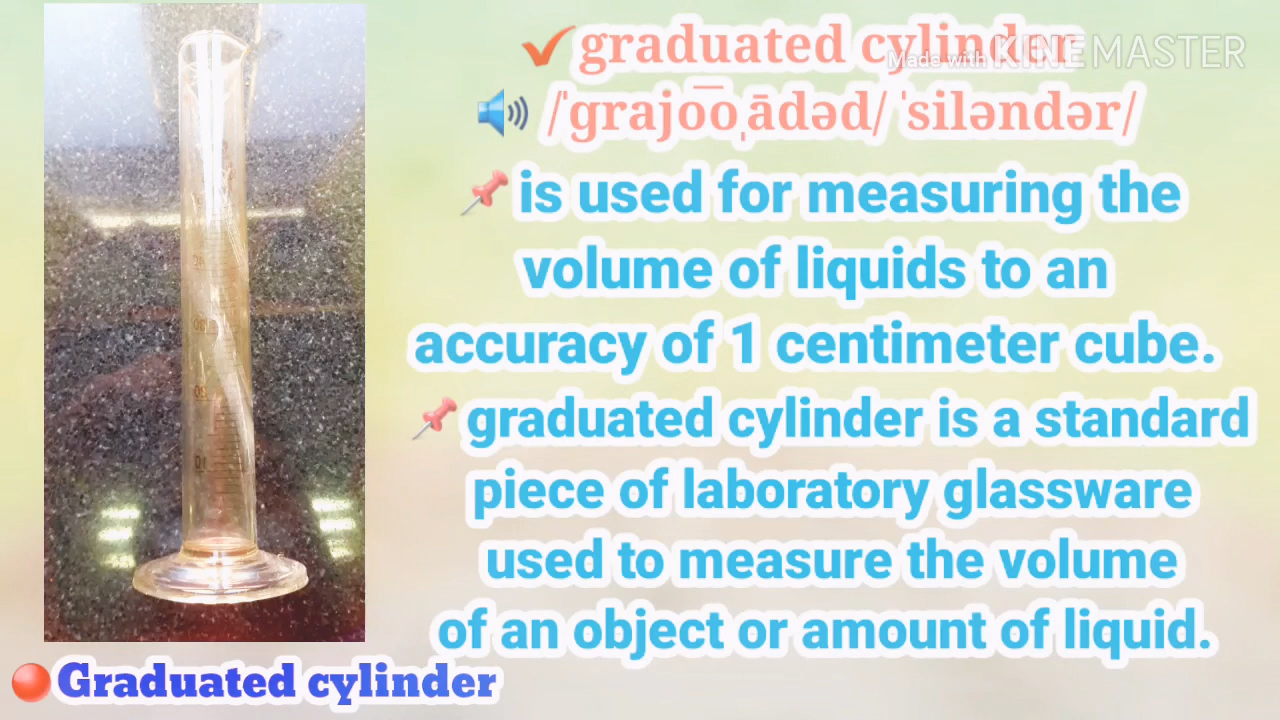 graduated cylinder
Made with KINEMASTER
/ˈgrajo͞oˌādəd/ ˈsiləndər/
is used for measuring the
volume of liquids to an
accuracy of 1 centimeter cube.
graduated cylinder is a standard
piece of laboratory glassware
used to measure the volume
of an object or amount of liquid.
Graduated cylinder